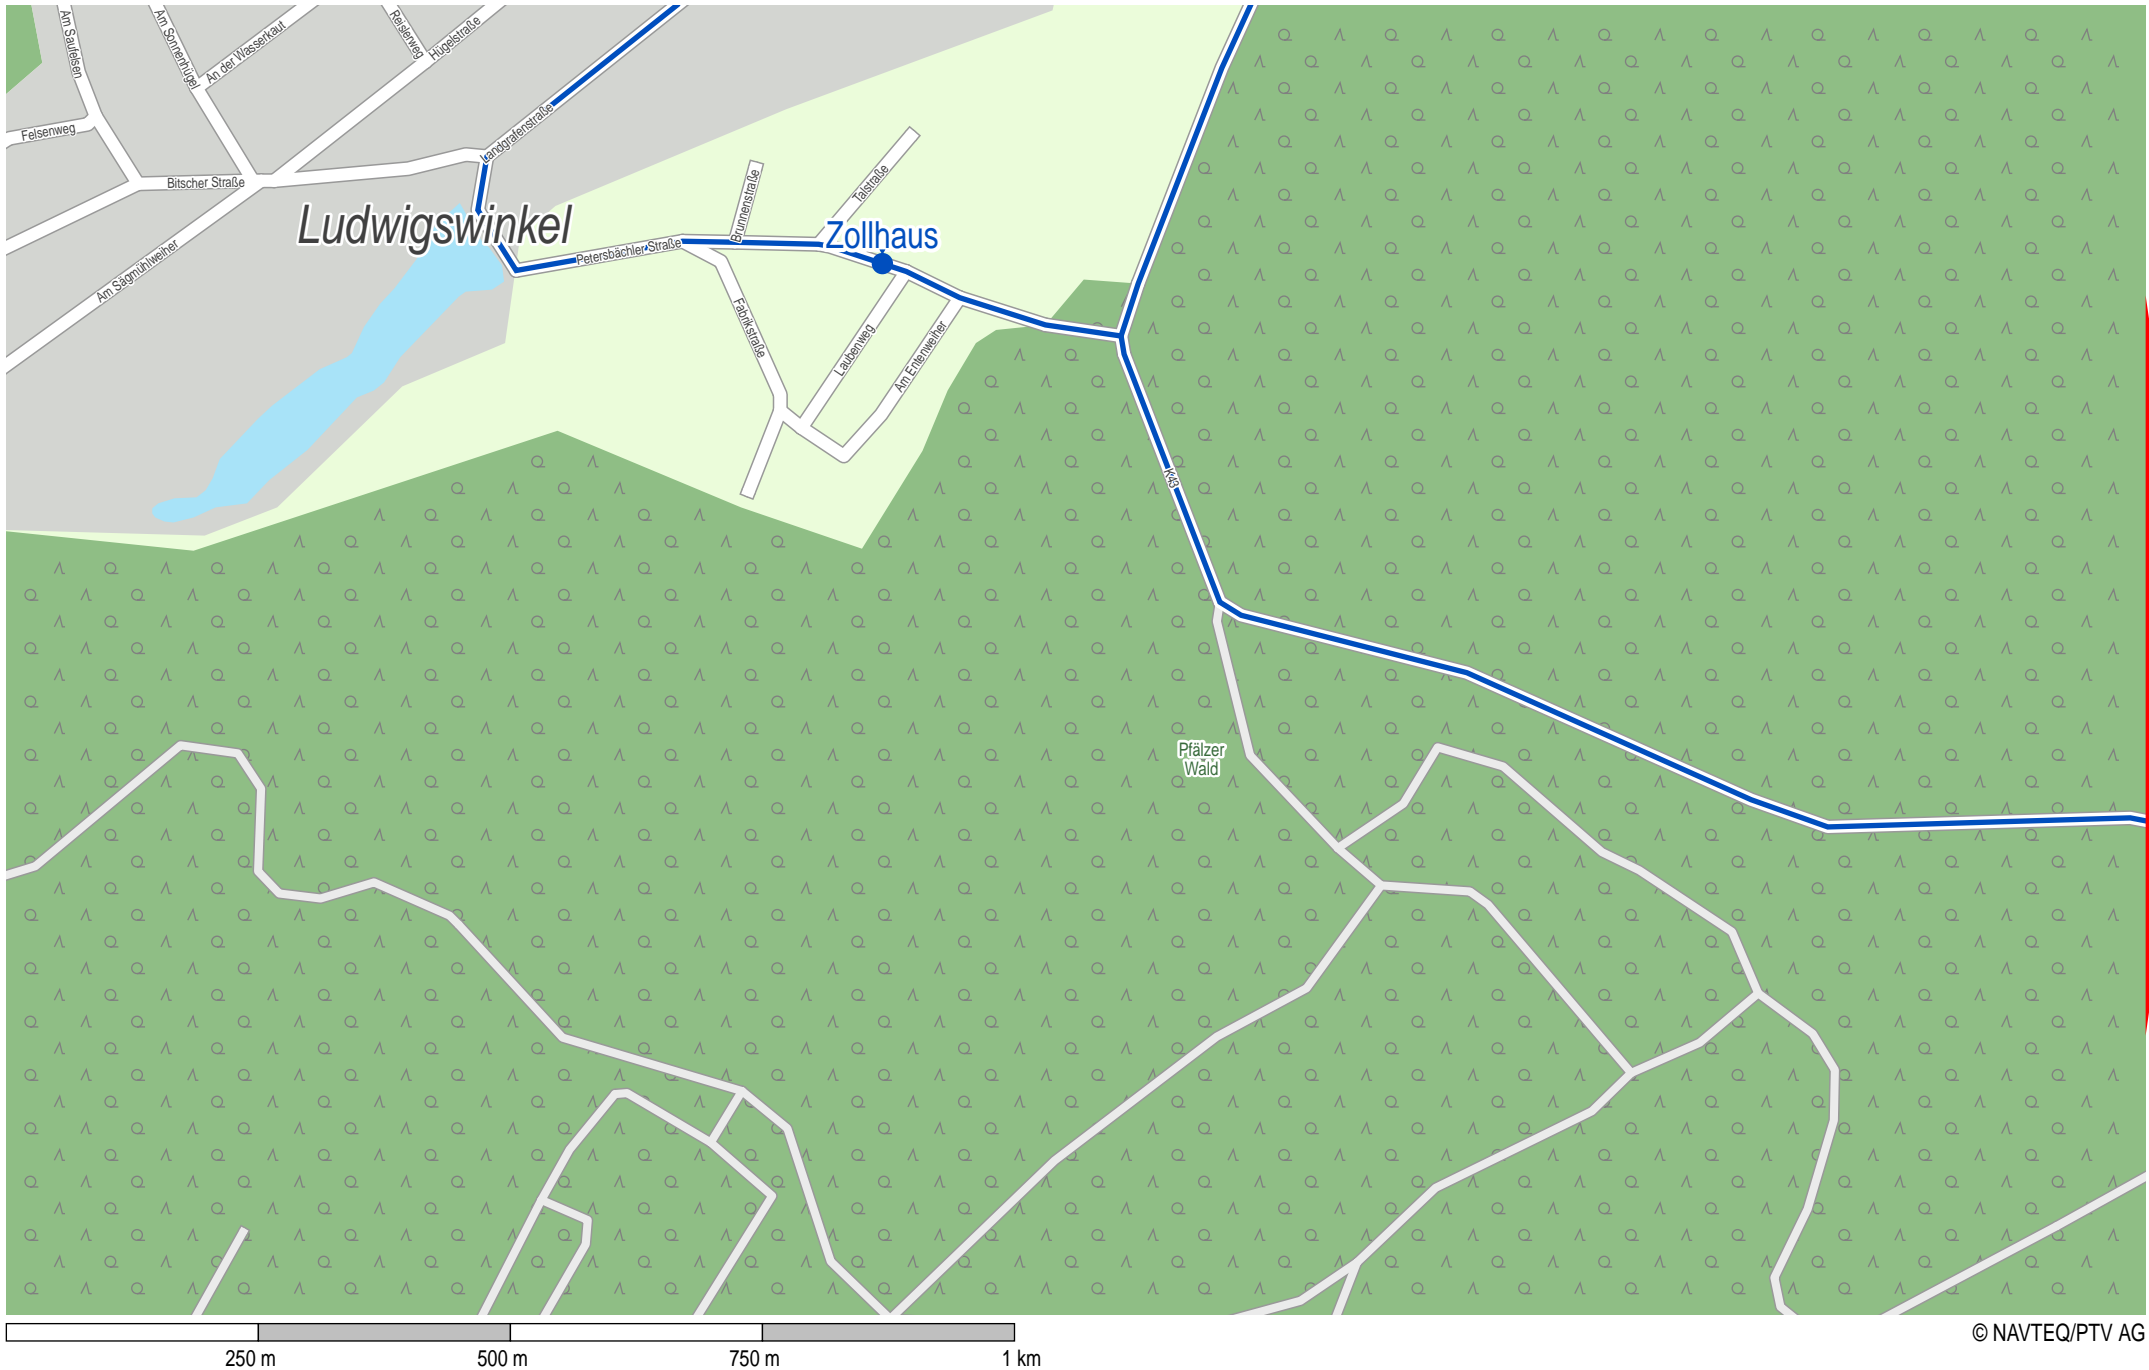 Am Saufelsen
Am Sonnenhügel
An der Wasserkaut
Reislerweg
Hügelstraße
Felsenweg
Landgrafenstraße
Bitscher Straße
Ludwigswinkel
Am Sägmühlweiher
Petersbächler Straße
Brunnenstraße
Talstraße
Zollhaus
Fabrikstraße
Laubenweg
Am Entenweiher
K43
Pfälzer
Wald
250 m
500 m
750 m
1 km
© NAVTEQ/PTV AG